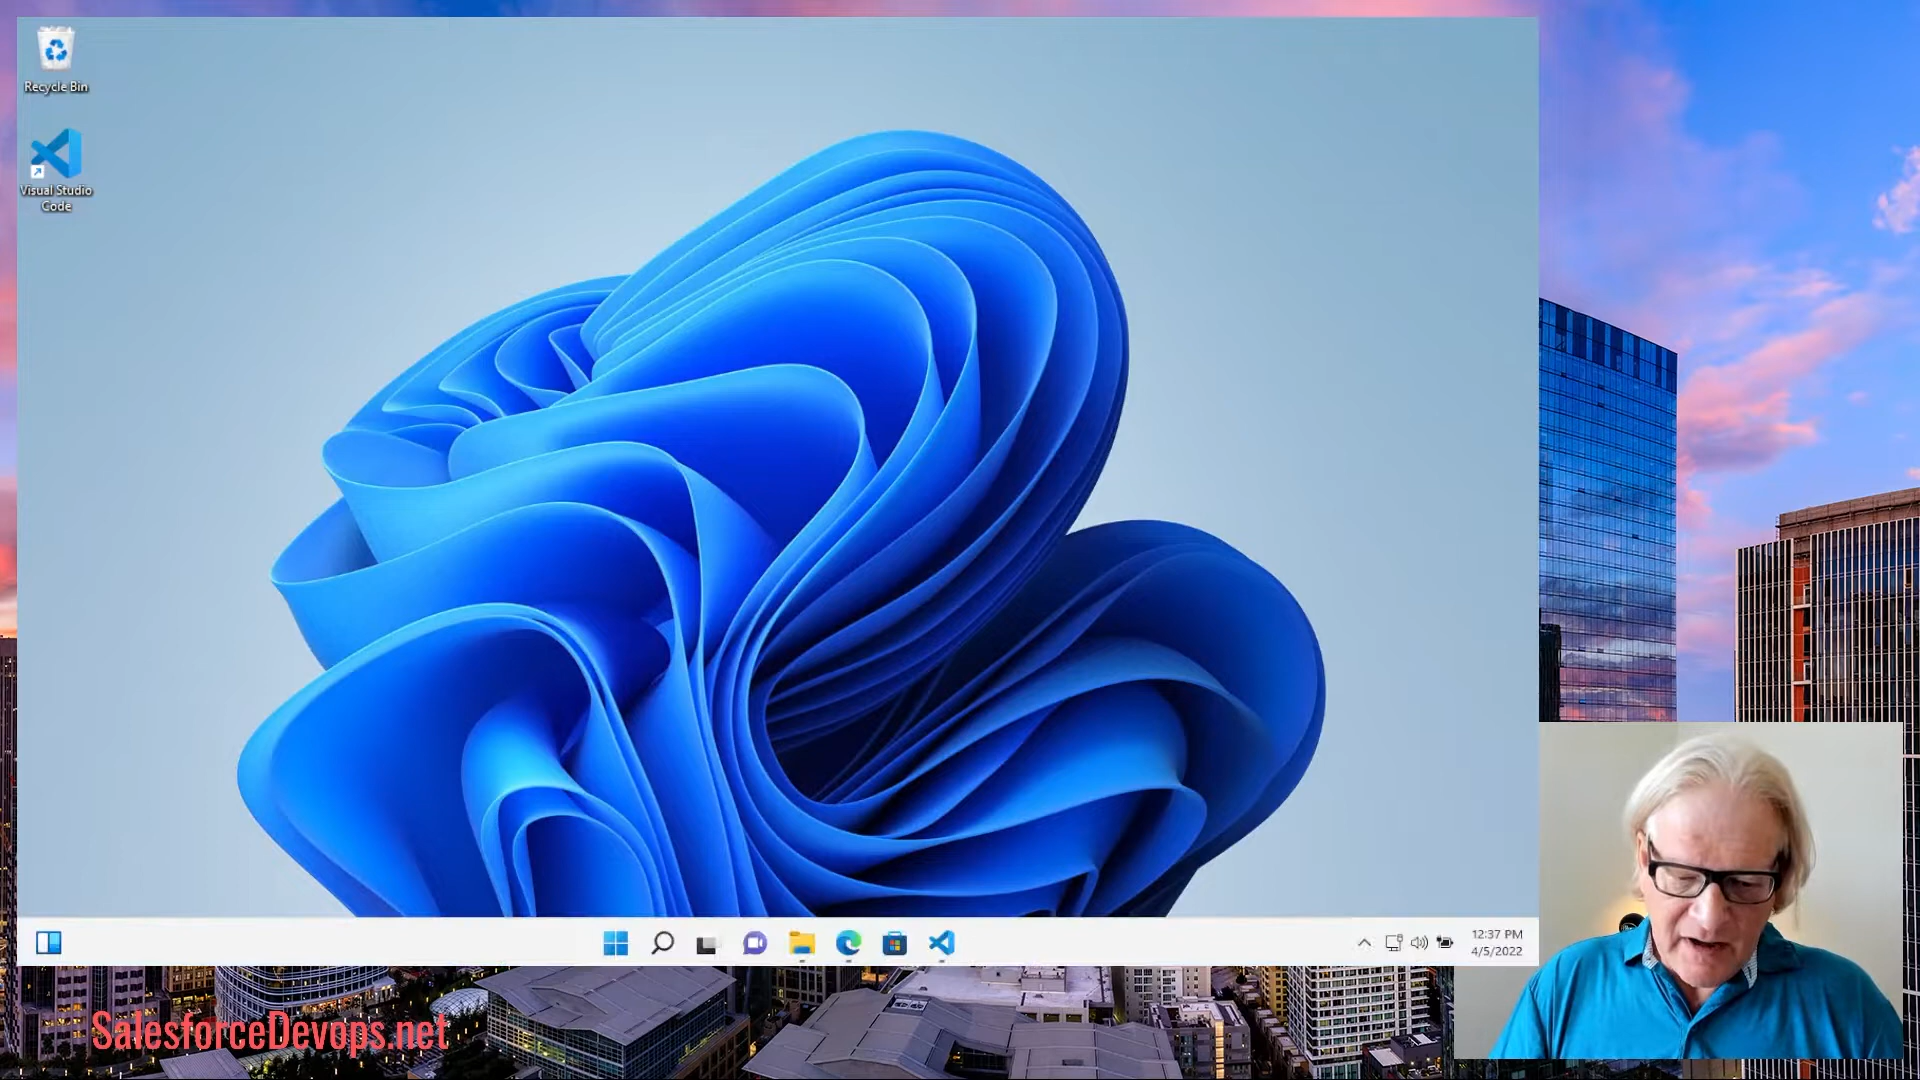 Recycle Bin
Visual Studio
Code
12:37 PM
4/5/2022
SalesforceDevops.net